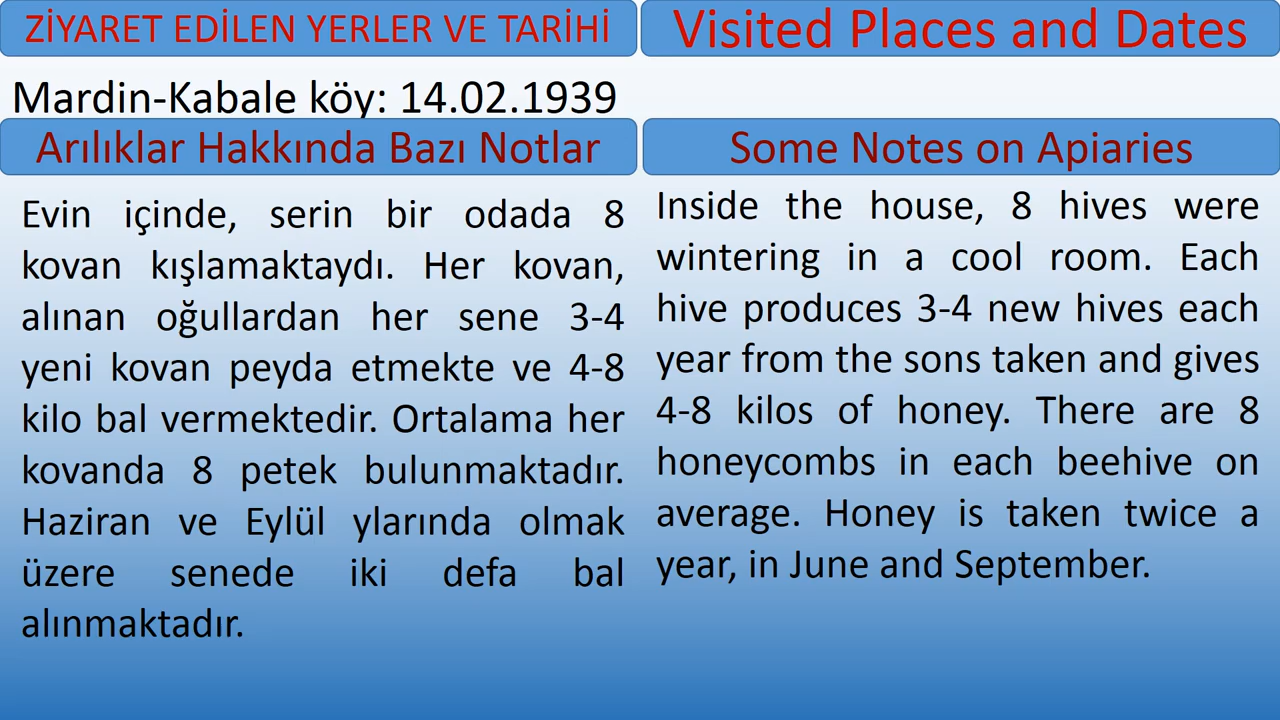 ZİYARET EDİLEN YERLER VE TARİHİ
Visited Places and Dates
Mardin-Kabale köy: 14.02.1939
Arılıklar Hakkında Bazı Notlar
Evin içinde, serin bir odada 8
kovan kışlamaktaydı. Her kovan,
alınan oğullardan her sene 3-4
yeni kovan peyda etmekte ve 4-8
kilo bal vermektedir. Ortalama her
kovanda 8 petek bulunmaktadır.
Haziran ve Eylül ylarında olmak
üzere senede iki defa bal
alınmaktadır.
Some Notes on Apiaries
Inside the house, 8 hives were
wintering in a cool room. Each
hive produces 3-4 new hives each
year from the sons taken and gives
4-8 kilos of honey. There are 8
honeycombs in each beehive on
average. Honey is taken twice a
year, in June and September.